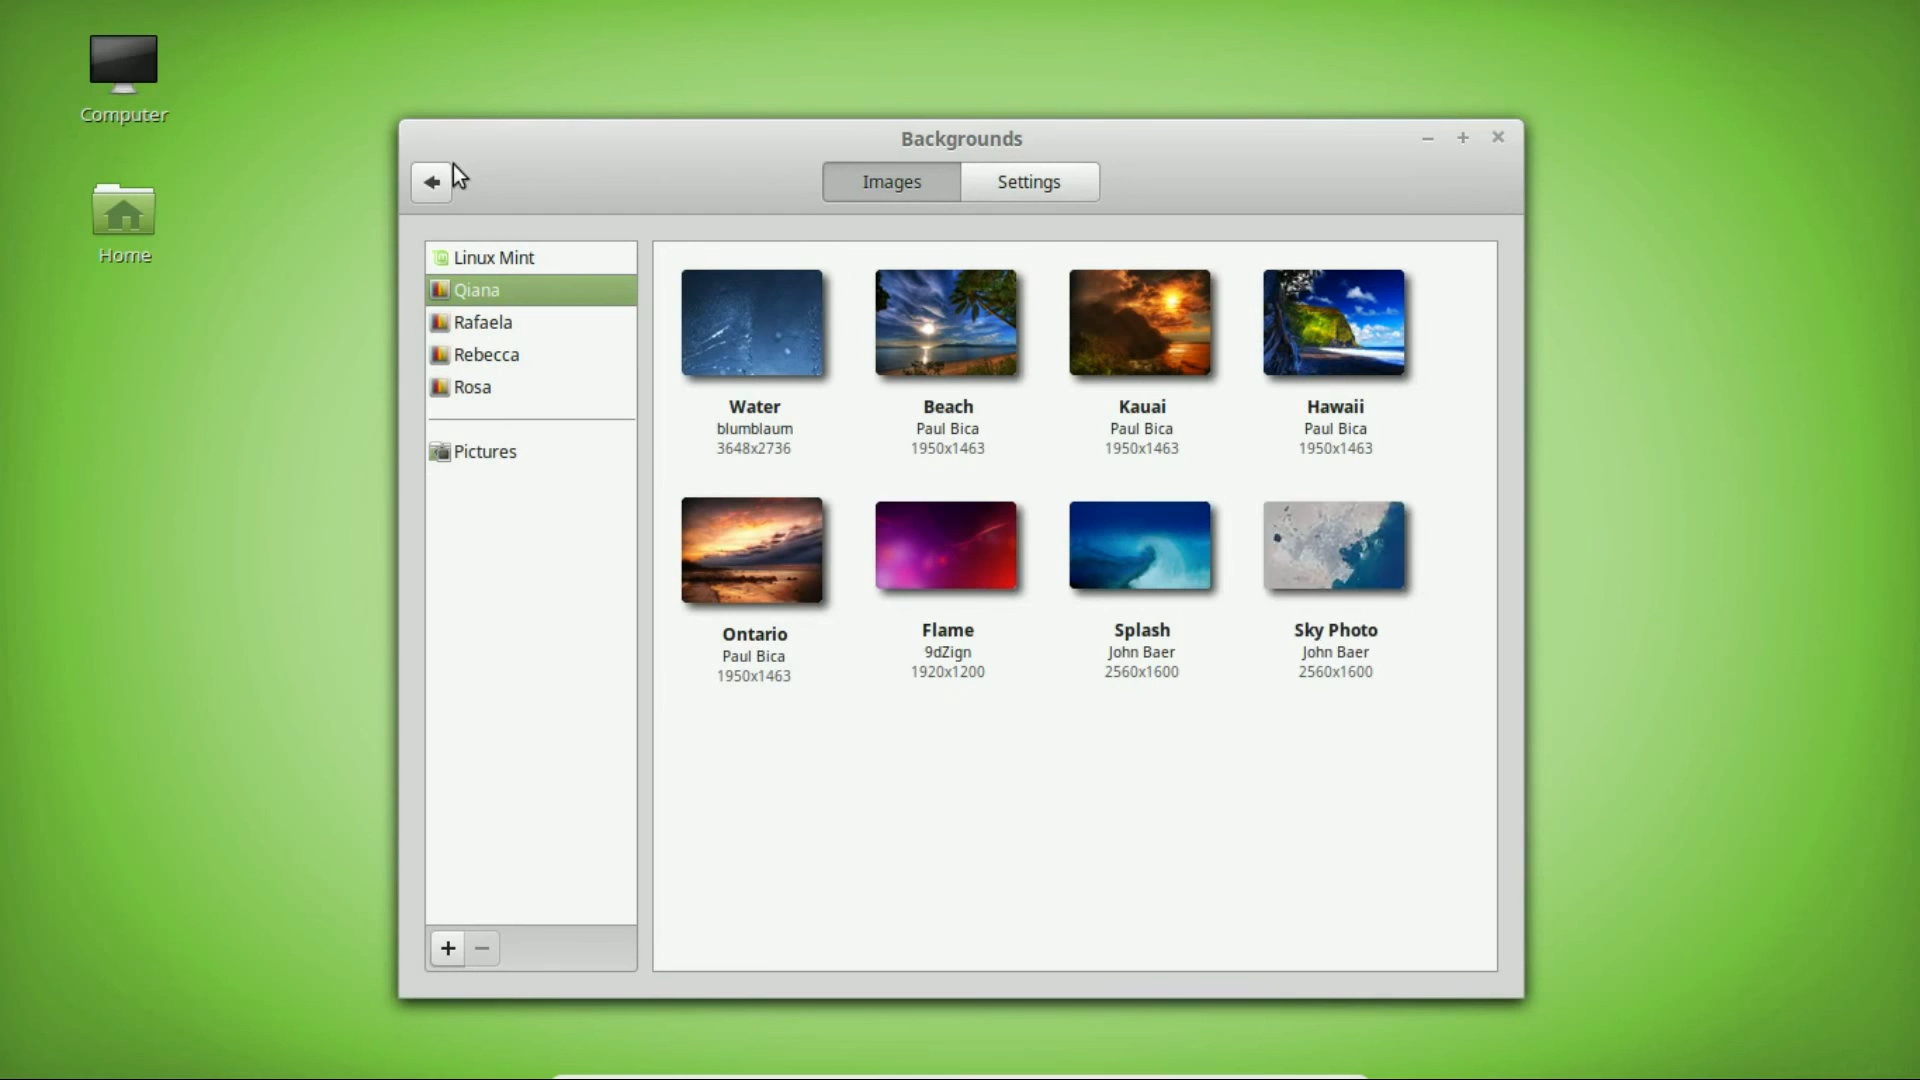 Computer
Home
Backgrounds
Images
Settings
Linux Mint
Qiana
Rafaela
Rebecca
Rosa
Pictures
Water
blumblaum
3648x2736
Beach
Paul Bica
1950x1463
Kauai
Paul Bica
1950x1463
Hawaii
Paul Bica
1950x1463
Ontario
Paul Bica
1950x1463
Flame
9dZign
1920x1200
Splash
John Baer
2560x1600
Sky Photo
John Baer
2560x1600